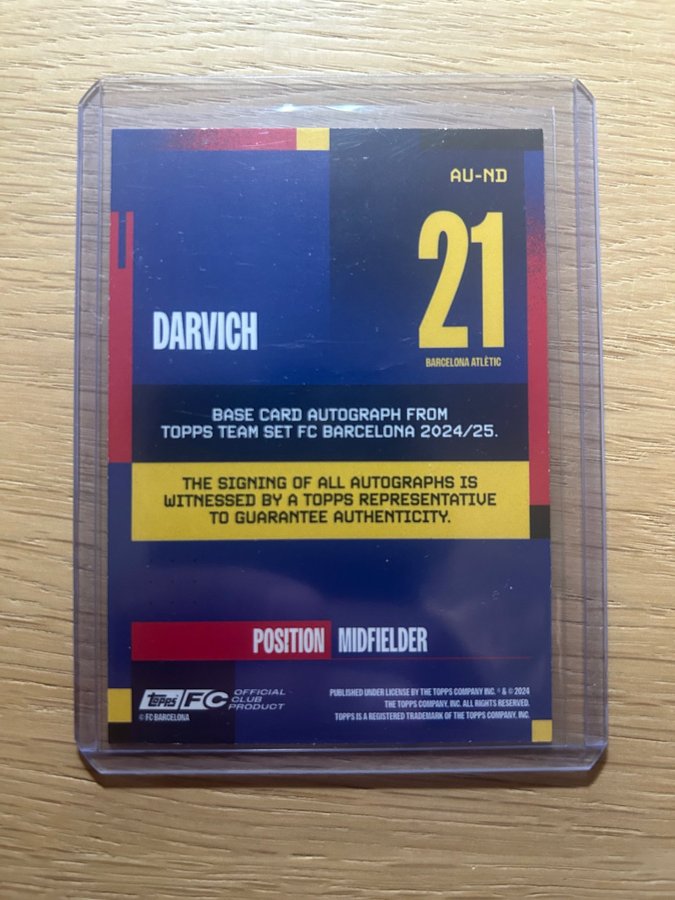 AU-ND
21
BARCELONA ATLÈTIC
DARVICH
BASE CARD AUTOGRAPH FROM
TOPPS TEAM SET FC BARCELONA 2024/25.
THE SIGNING OF ALL AUTOGRAPHS IS
WITNESSED BY A TOPPS REPRESENTATIVE
TO GUARANTEE AUTHENTICITY.
POSITION MIDFIELDER
topps FC OFFICIAL
CLUB
PRODUCT
© FC BARCELONA
PUBLISHED UNDER LICENSE BY THE TOPPS COMPANY INC. ® & © 2024
THE TOPPS COMPANY, INC. ALL RIGHTS RESERVED.
TOPPS IS A REGISTERED TRADEMARK OF THE TOPPS COMPANY, INC.